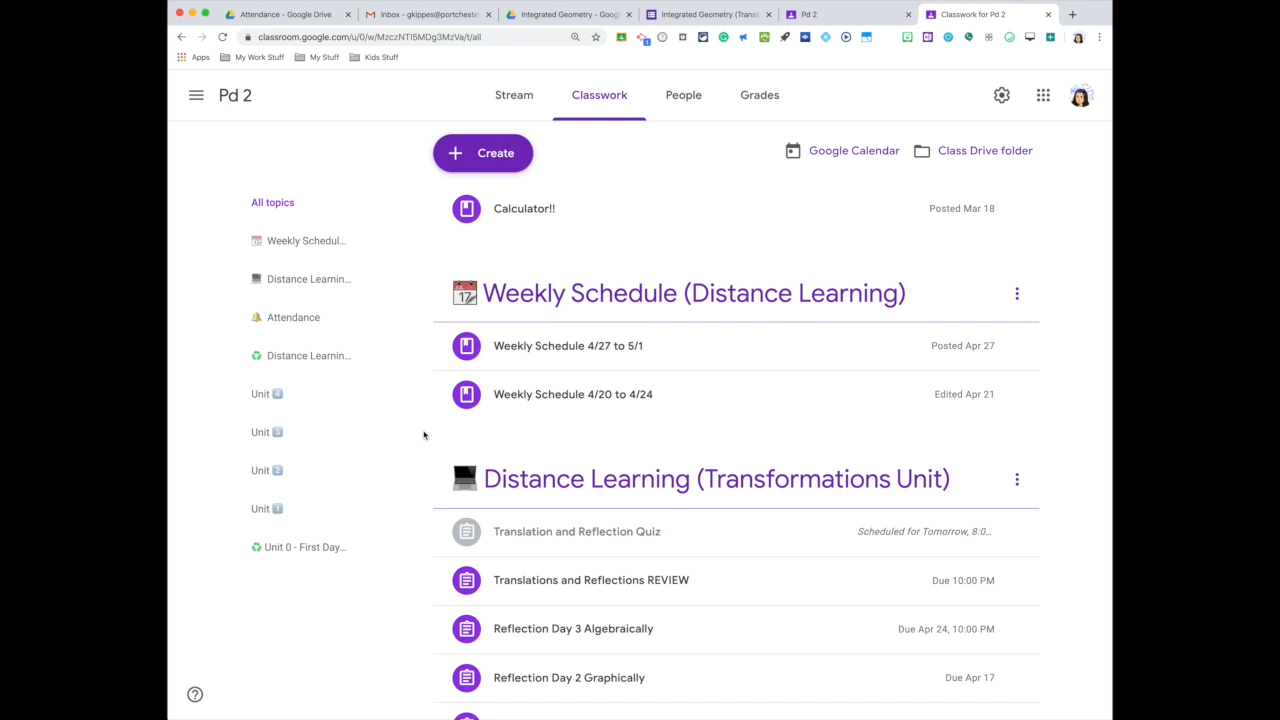 Attendance - Google Drive
Inbox - gkippes@portcheste
Integrated Geometry - Goog
Integrated Geometry (Transl
Pd 2
Classwork for Pd 2
classroom.google.com/u/0/w/MzczNTI5MDg3MzVa/t/all
Apps
My Work Stuff
My Stuff
Kids Stuff
Pd 2
Stream
Classwork
People
Grades
Create
Google Calendar
Class Drive folder
All topics
Weekly Schedul...
Distance Learnin...
Attendance
Distance Learnin...
Unit 4
Unit 3
Unit 2
Unit 1
Unit 0 - First Day...
Calculator!!
Posted Mar 18
17 Weekly Schedule (Distance Learning)
Weekly Schedule 4/27 to 5/1
Posted Apr 27
Weekly Schedule 4/20 to 4/24
Edited Apr 21
Distance Learning (Transformations Unit)
Translation and Reflection Quiz
Scheduled for Tomorrow, 8:0...
Translations and Reflections REVIEW
Due 10:00 PM
Reflection Day 3 Algebraically
Due Apr 24, 10:00 PM
Reflection Day 2 Graphically
Due Apr 17